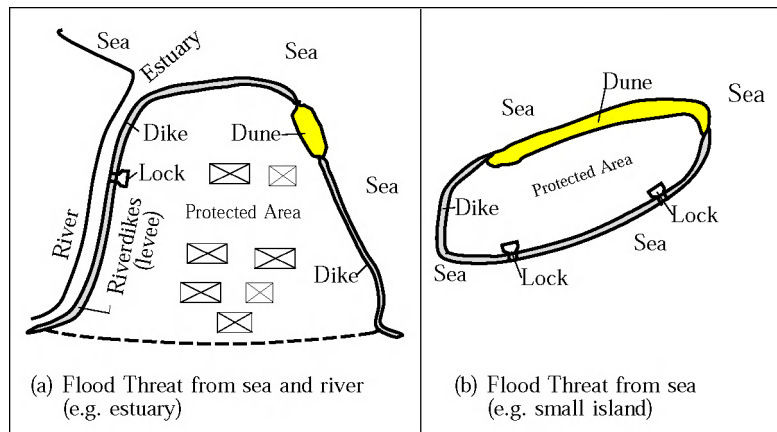 Sea
Estuary
Sea
Dike
Dune
Lock
Sea
Protected Area
River
Riverdikes
(levee)
Dike
(a) Flood Threat from sea and river
(e.g. estuary)
Dune
Sea
Sea
Protected Area
Dike
Lock
Sea
Sea
Lock
(b) Flood Threat from sea
(e.g. small island)